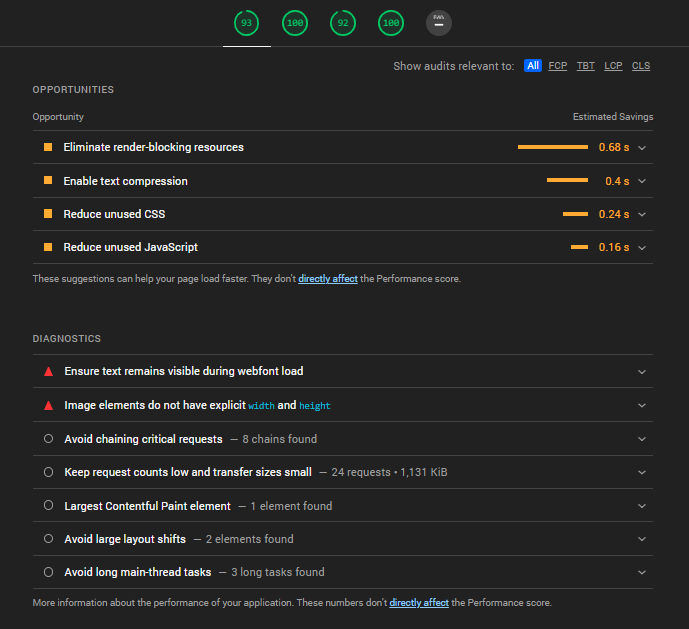 93 100 92 100 PWA
Show audits relevant to: All FCP TBT LCP CLS
OPPORTUNITIES
Opportunity Estimated Savings
Eliminate render-blocking resources 0.68 s
Enable text compression 0.4 s
Reduce unused CSS 0.24 s
Reduce unused JavaScript 0.16 s
These suggestions can help your page load faster. They don't directly affect the Performance score.
DIAGNOSTICS
Ensure text remains visible during webfont load
Image elements do not have explicit width and height
Avoid chaining critical requests — 8 chains found
Keep request counts low and transfer sizes small — 24 requests • 1,131 KiB
Largest Contentful Paint element — 1 element found
Avoid large layout shifts — 2 elements found
Avoid long main-thread tasks — 3 long tasks found
More information about the performance of your application. These numbers don't directly affect the Performance score.